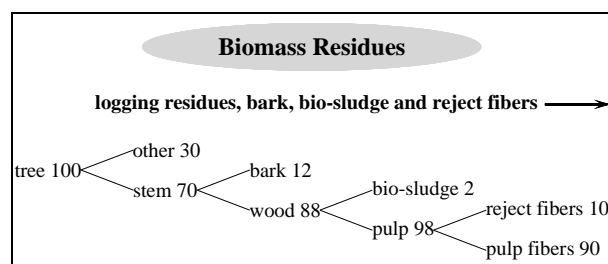 Biomass Residues
logging residues, bark, bio-sludge and reject fibers
other 30
tree 100
stem 70
bark 12
wood 88
bio-sludge 2
pulp 98
reject fibers 10
pulp fibers 90